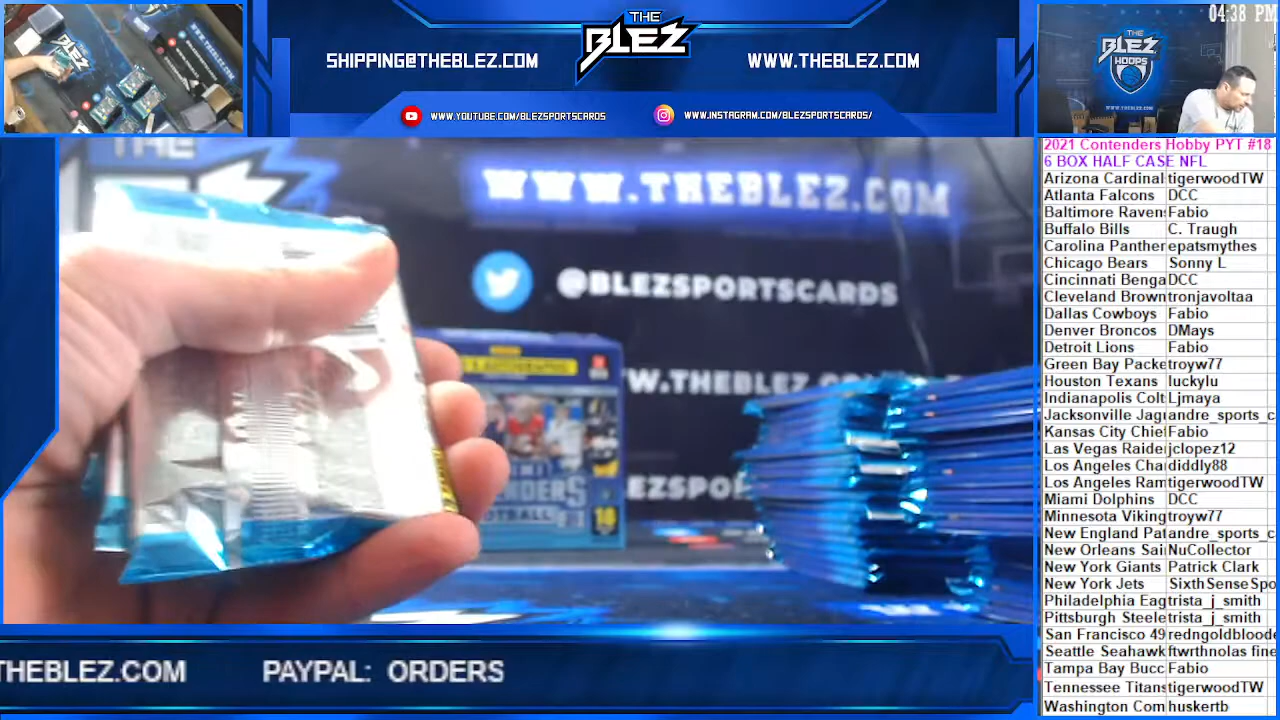 04:38 PM
THE
BLEZ
SHIPPING@THEBLEZ.COM
WWW.THEBLEZ.COM
WWW.YOUTUBE.COM/BLEZSPORTSCARDS
WWW.INSTAGRAM.COM/BLEZSPORTSCARDS/
THE
BLEZ
HOOPS
BLEZ
THE
WWW.THEBLEZ.COM
@BLEZSPORTSCARDS
W.THEBLEZ.COM
EZSPO
2021 Contenders Hobby PYT #18
6 BOX HALF CASE NFL
Arizona Cardinal tigerwoodTW
Atlanta Falcons DCC
Baltimore Raven Fabio
Buffalo Bills C. Traugh
Carolina Panther epatsmythes
Chicago Bears Sonny L
Cincinnati Benga DCC
Cleveland Brown tronjavoltaa
Dallas Cowboys Fabio
Denver Broncos DMays
Detroit Lions Fabio
Green Bay Packe troyw77
Houston Texans luckylu
Indianapolis Colt Ljmaya
Jacksonville Jagu andre_sports_c
Kansas City Chie Fabio
Las Vegas Raide jclopez12
Los Angeles Cha diddly88
Los Angeles Ram tigerwoodTW
Miami Dolphins DCC
Minnesota Viking troyw77
New England Pat andre_sports_c
New Orleans Sai NuCollector
New York Giants Patrick Clark
New York Jets SixthSenseSpo
Philadelphia Eag trista_j_smith
Pittsburgh Steele trista_j_smith
San Francisco 49 redngoldbloode
Seattle Seahawk ftwrthnolas fine
Tampa Bay Bucc Fabio
Tennessee Titans tigerwoodTW
Washington Com huskertb
THEBLEZ.COM PAYPAL: ORDERS